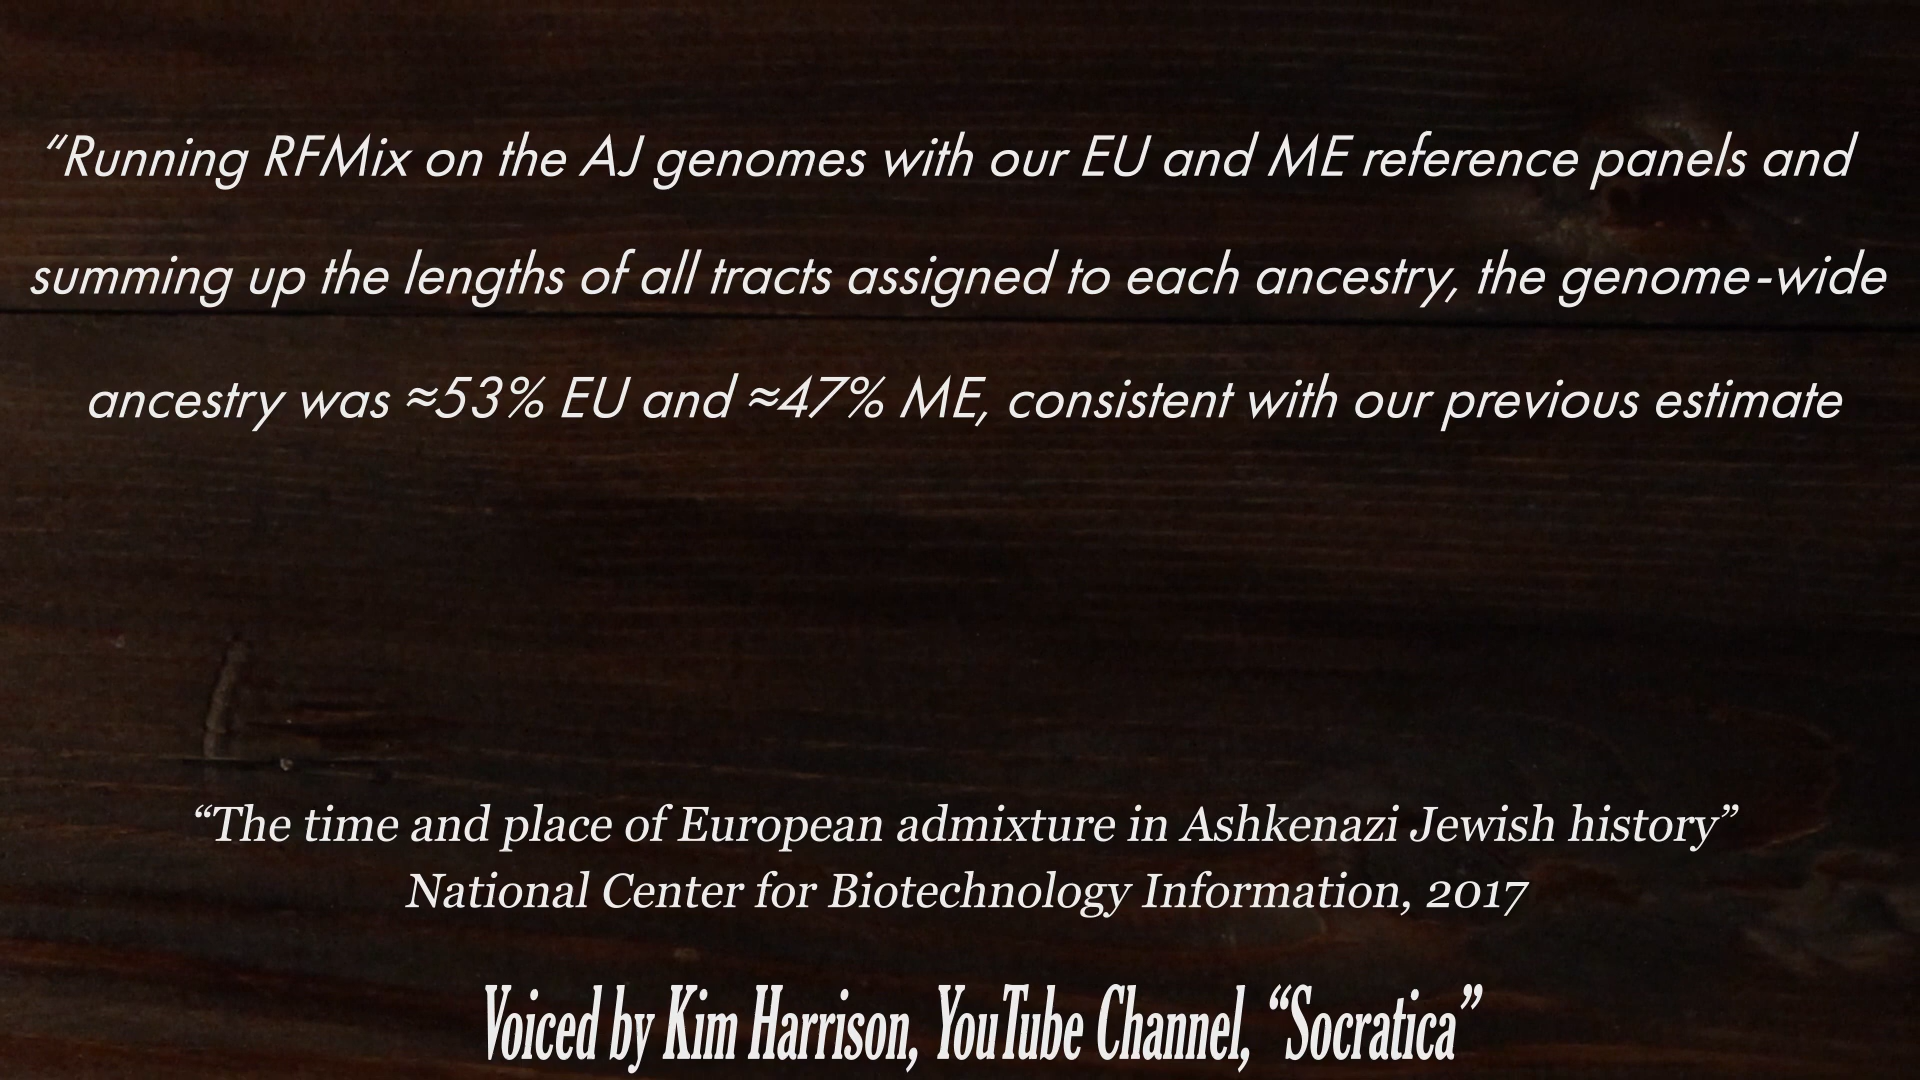 “Running RFMix on the AJ genomes with our EU and ME reference panels and
summing up the lengths of all tracts assigned to each ancestry, the genome-wide
ancestry was ≈53% EU and ≈47% ME, consistent with our previous estimate
“The time and place of European admixture in Ashkenazi Jewish history”
National Center for Biotechnology Information, 2017
Voiced by Kim Harrison, YouTube Channel, “Socratica”